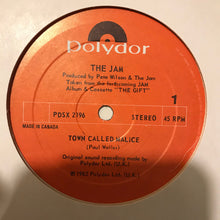 polydor
THE JAM
Produced by Pete Wilson & The Jam
Taken from the forthcoming JAM
Album & Cassette "THE GIFT"
1
PDSX 2196
STEREO 45 RPM
MADE IN CANADA
TOWN CALLED MALICE
(Paul Weller)
Original sound recording made by
Polydor Ltd. (U.K.)
℗1982 Polydor Ltd. (U.K.)